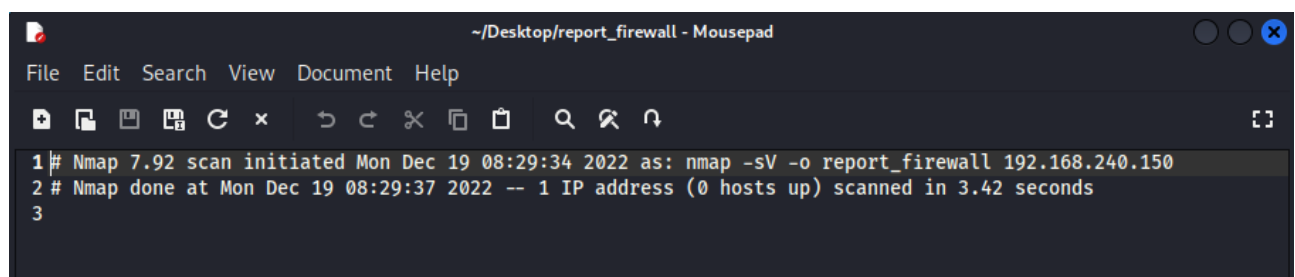 ~/Desktop/report_firewall - Mousepad
File Edit Search View Document Help
1 # Nmap 7.92 scan initiated Mon Dec 19 08:29:34 2022 as: nmap -sV -o report_firewall 192.168.240.150
2 # Nmap done at Mon Dec 19 08:29:37 2022 -- 1 IP address (0 hosts up) scanned in 3.42 seconds
3